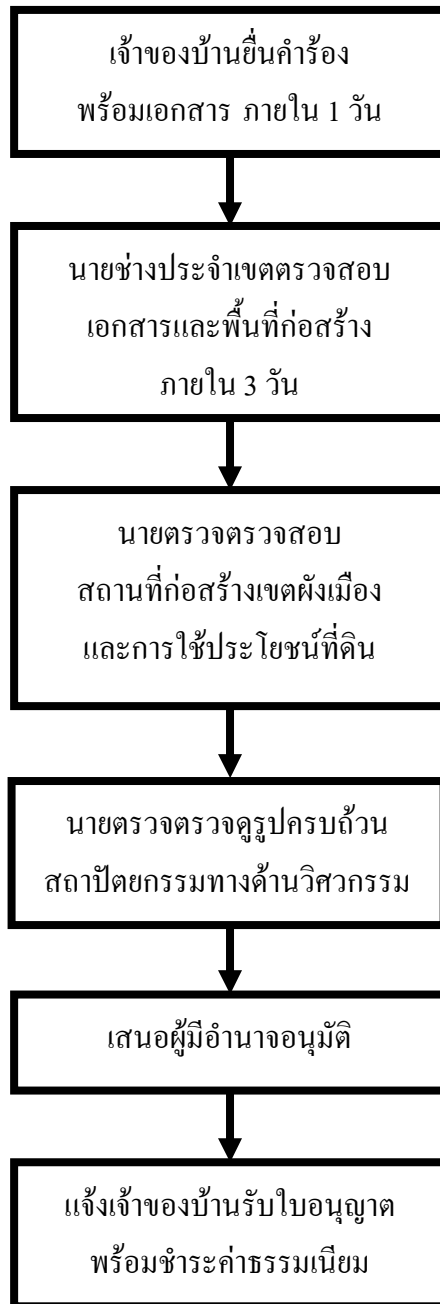 เจ้าของบ้านยื่นคำร้อง
พร้อมเอกสาร ภายใน 1 วัน
นายช่างประจำเขตตรวจสอบ
เอกสารและพื้นที่ก่อสร้าง
ภายใน 3 วัน
นายตรวจตรวจสอบ
สถานที่ก่อสร้างเขตผังเมือง
และการใช้ประโยชน์ที่ดิน
นายตรวจตรวจดูรูปครบถ้วน
สถาปัตยกรรมทางด้านวิศวกรรม
เสนอผู้มีอำนาจอนุมัติ
แจ้งเจ้าของบ้านรับใบอนุญาต
พร้อมชำระค่าธรรมเนียม